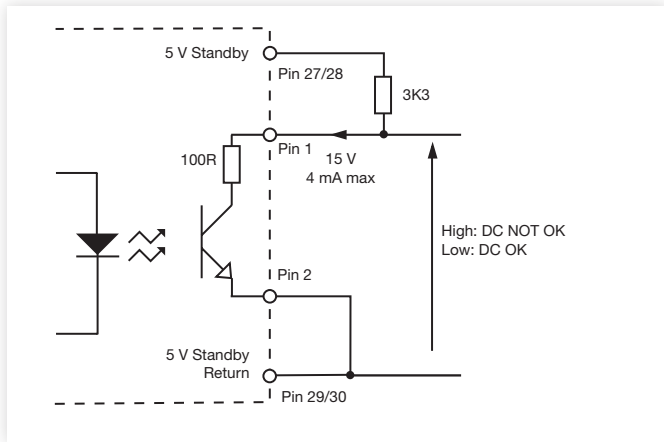 5 V Standby
Pin 27/28
3K3
Pin 1
100R
15 V
4 mA max
High: DC NOT OK
Low: DC OK
Pin 2
5 V Standby
Return
Pin 29/30